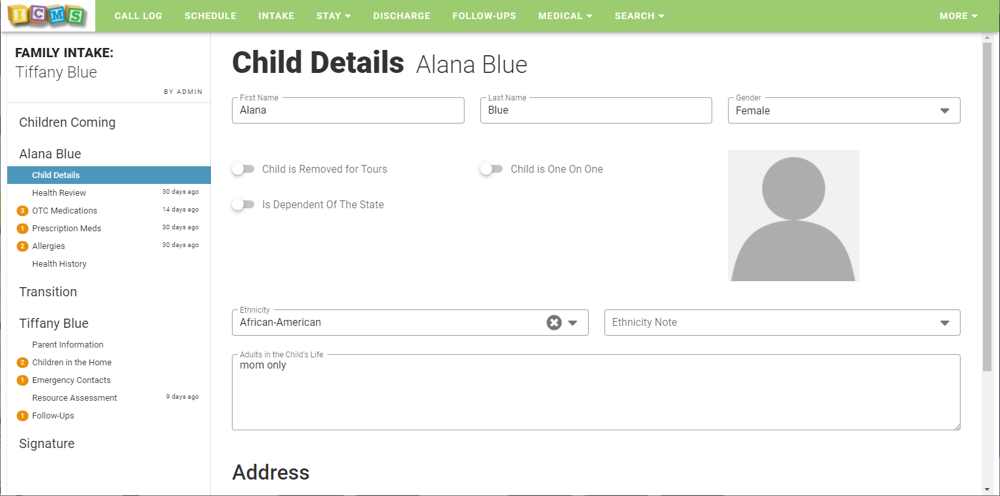 ICMS
CALL LOG SCHEDULE INTAKE STAY DISCHARGE FOLLOW-UPS MEDICAL SEARCH MORE
FAMILY INTAKE:
Tiffany Blue
BY ADMIN
Children Coming
Alana Blue
Child Details
Health Review 30 days ago
3 OTC Medications 14 days ago
1 Prescription Meds 30 days ago
2 Allergies 30 days ago
Health History
Transition
Tiffany Blue
Parent Information
2 Children in the Home
1 Emergency Contacts
Resource Assessment 9 days ago
1 Follow-Ups
Signature
Child Details Alana Blue
First Name Last Name Gender
Alana Blue Female
Child is Removed for Tours Child is One On One
Is Dependent Of The State
Ethnicity
African-American Ethnicity Note
Adults in the Child's Life
mom only
Address